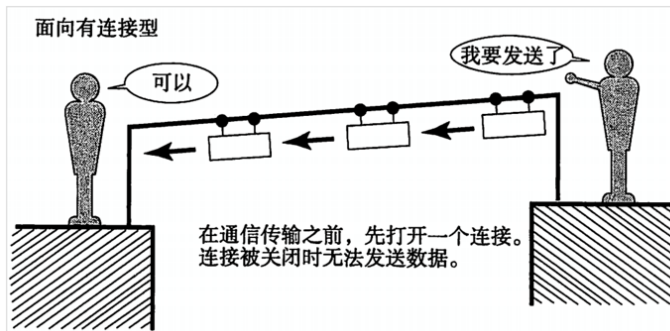 面向有连接型
可以
我要发送了
在通信传输之前，先打开一个连接。
连接被关闭时无法发送数据。